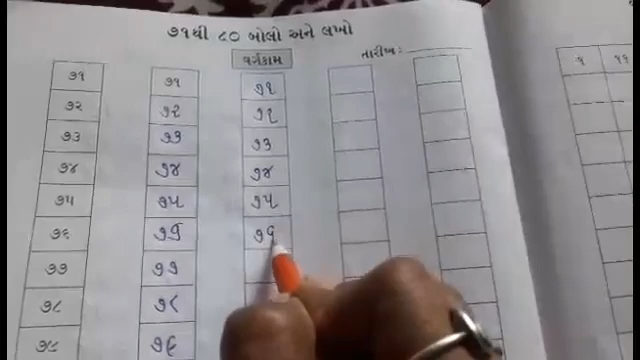 ૭૧થી ૮૦ બોલો અને લખો
વર્ગકામ તારીખ:
૭૧ ૭૧ ૭૧ ૧ ૧૧
૭૨ ૭૨ ૭૨
૭૩ ૭૩ ૭૩
૭૪ ૭૪ ૭૪
૭૫ ૭૫ ૭૫
૭૬ ૭૬
૭૭ ૭૭
૭૮ ૭૮
૭૯ ૭૯